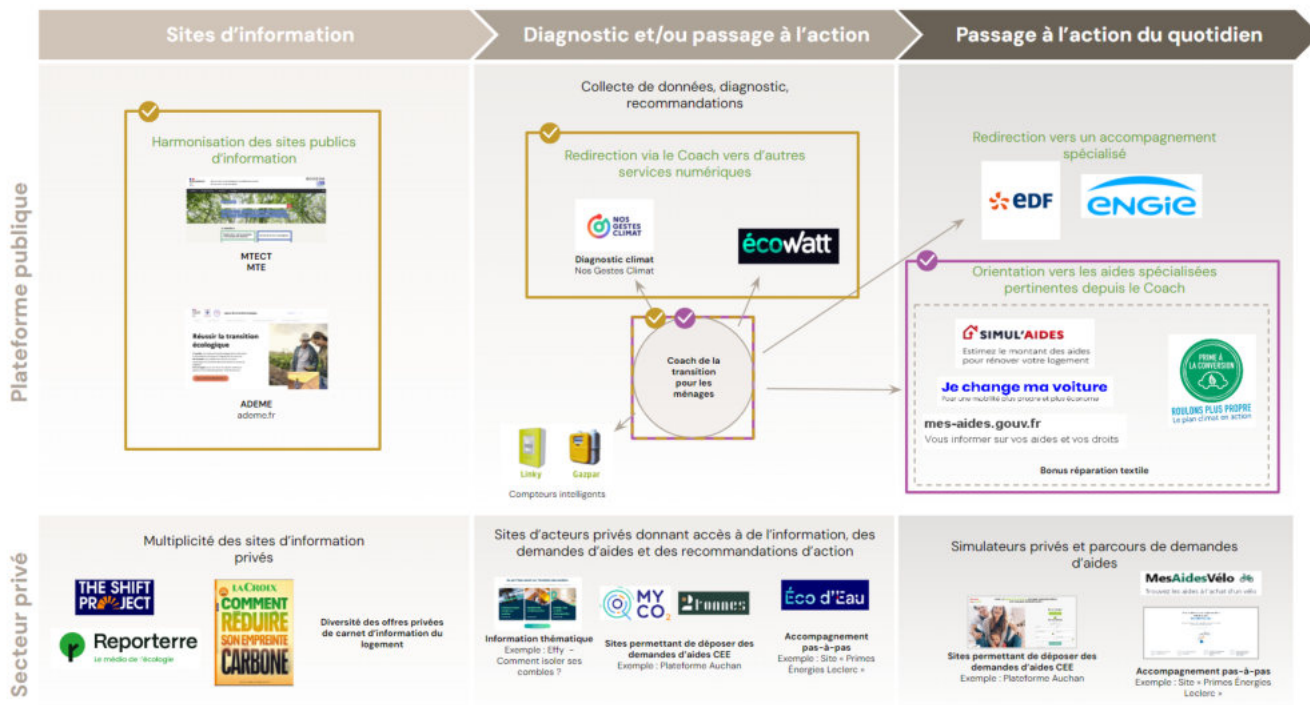 Sites d'information
Diagnostic et/ou passage à l'action
Passage à l'action du quotidien
Plateforme publique
Harmonisation des sites publics
d'information
MTECT
MTE
Réussir la transition
écologique
ADEME
ademe.fr
Collecte de données, diagnostic,
recommandations
Redirection via le Coach vers d'autres
services numériques
NOS
GESTES
CLIMAT
Diagnostic climat
Nos Gestes Climat
écowatt
Coach de la
transition
pour les
ménages
Linky
Gazpar
Compteurs intelligents
Redirection vers un accompagnement
spécialisé
eDF
ENGIE
Orientation vers les aides spécialisées
pertinentes depuis le Coach
SIMUL'AIDES
Estimez le montant des aides
pour rénover votre logement
Je change ma voiture
Pour une mobilité plus propre et plus économe
mes-aides.gouv.fr
Vous informer sur vos aides et vos droits
PRIME À
LA CONVERSION
ROULONS PLUS PROPRE
Le plan climat en action
Bonus réparation textile
Secteur privé
Multiplicité des sites d'information
privés
THE SHIFT
PROJECT
Reporterre
Le média de l'écologie
LA CROIX
COMMENT
RÉDUIRE
SON EMPREINTE
CARBONE
Diversité des offres privées
de carnet d'information du
logement
Sites d'acteurs privés donnant accès à de l'information, des
demandes d'aides et des recommandations d'action
Information thématique
Exemple : Effy –
Comment isoler ses
combles ?
MY
CO2
2tonnes
Sites permettant de déposer des
demandes d'aides CEE
Exemple : Plateforme Auchan
Éco d'Eau
Accompagnement
pas-à-pas
Exemple : Site « Primes
Énergies Leclerc »
Simulateurs privés et parcours de demandes
d'aides
MesAidesVélo
Trouvez les aides à l'achat d'un vélo
Sites permettant de déposer des
demandes d'aides CEE
Exemple : Plateforme Auchan
Accompagnement pas-à-pas
Exemple : Site « Primes Énergies
Leclerc »